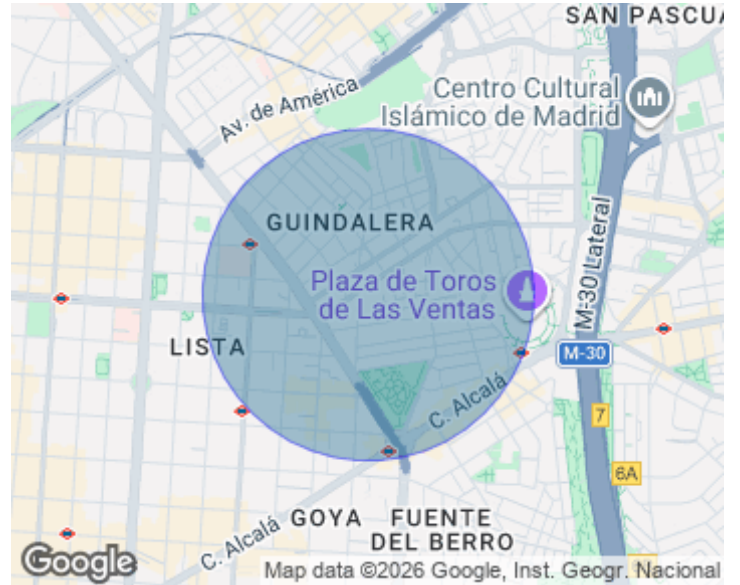 SAN PASCUA
Av. de América
Centro Cultural
Islámico de Madrid
GUINDALERA
Plaza de Toros
de Las Ventas
M-30 Lateral
LISTA
M-30
C. Alcalá
7
6A
GOYA
FUENTE
DEL BERRO
C. Alcalá
Google
Map data ©2026 Google, Inst. Geogr. Nacional